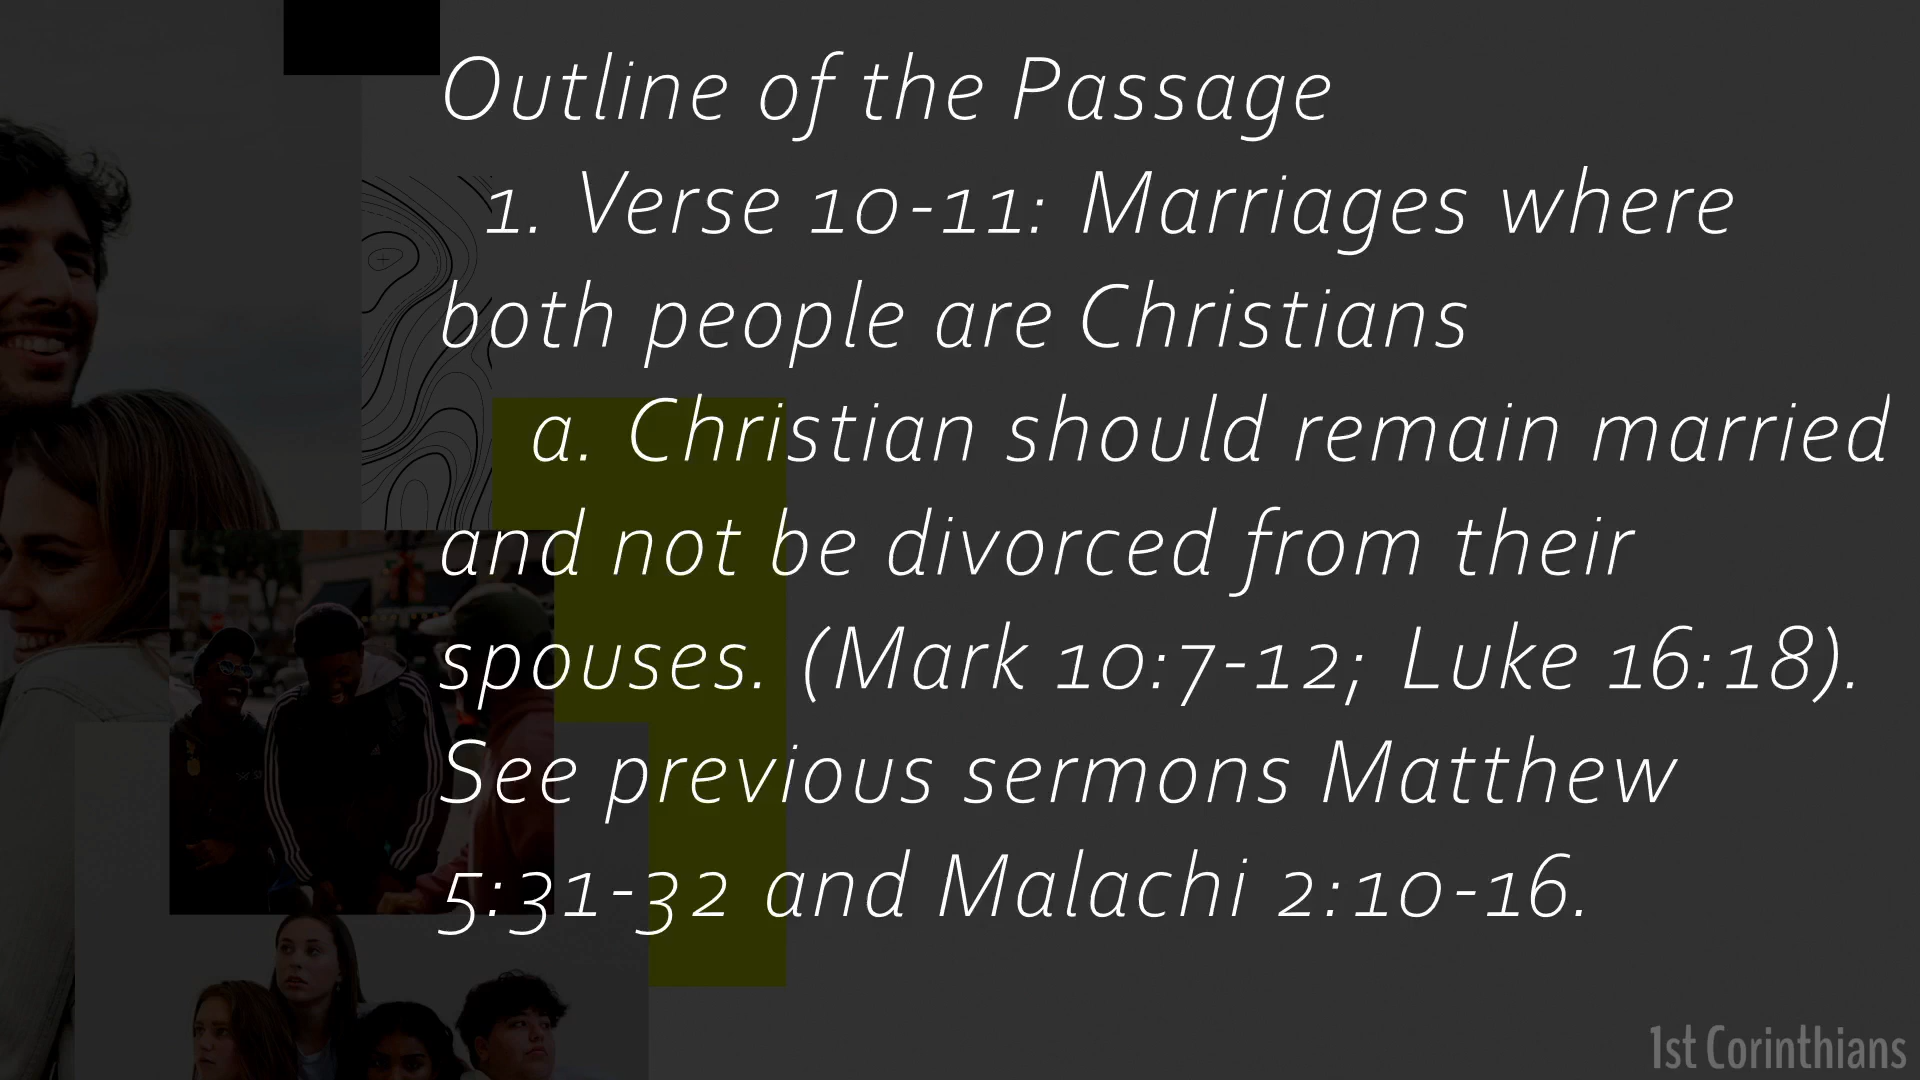 Outline of the Passage
1. Verse 10-11: Marriages where
both people are Christians
a. Christian should remain married
and not be divorced from their
spouses. (Mark 10:7-12; Luke 16:18).
See previous sermons Matthew
5:31-32 and Malachi 2:10-16.
1st Corinthians